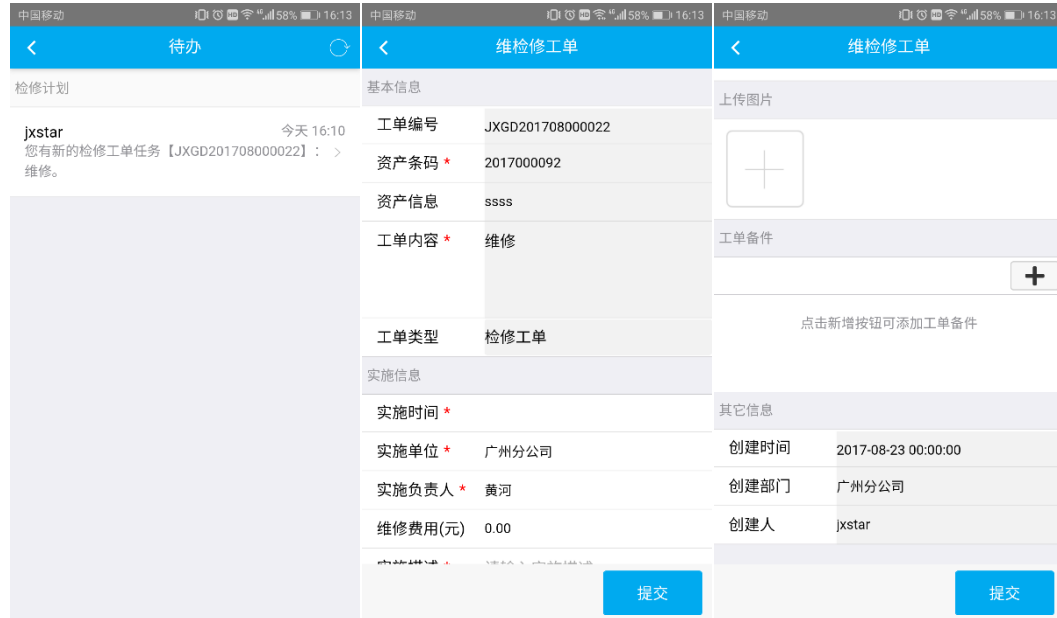 中国移动
58%
16:13
待办
检修计划
jxstar
今天 16:10
您有新的检修工单任务【JXGD201708000022】：
维修。
中国移动
58%
16:13
维检修工单
基本信息
工单编号
JXGD201708000022
资产条码 *
2017000092
资产信息
ssss
工单内容 *
维修
工单类型
检修工单
实施信息
实施时间 *
实施单位 *
广州分公司
实施负责人 *
黄河
维修费用(元)
0.00
提交
中国移动
58%
16:13
维检修工单
上传图片
工单备件
点击新增按钮可添加工单备件
其它信息
创建时间
2017-08-23 00:00:00
创建部门
广州分公司
创建人
jxstar
提交